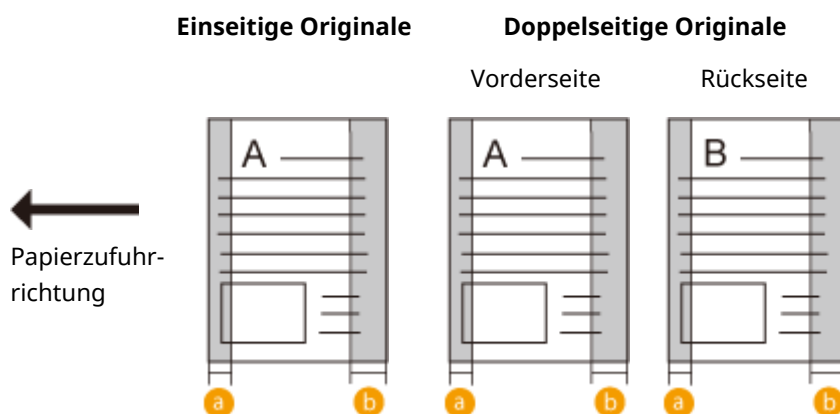 Einseitige Originale
Doppelseitige Originale
Vorderseite
Rückseite
A
A
B
Papierzufuhr-
richtung
a
b
a
b
a
b